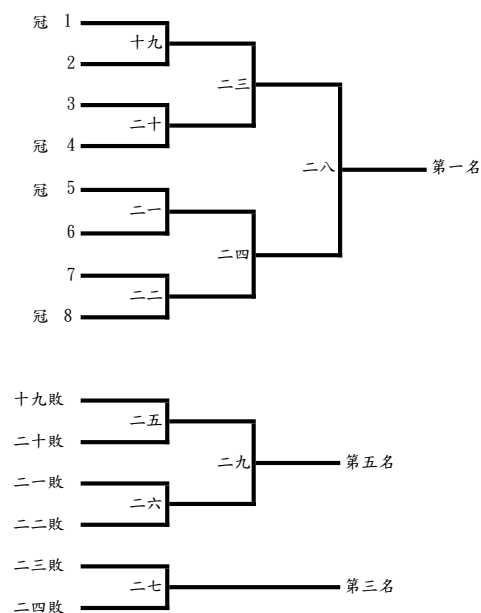 冠 1
十九
2
二三
3
二十
冠 4
二八
第一名
冠 5
二一
6
二四
7
二二
冠 8
十九敗
二五
二十敗
二九
第五名
二一敗
二六
二二敗
二三敗
二七
第三名
二四敗